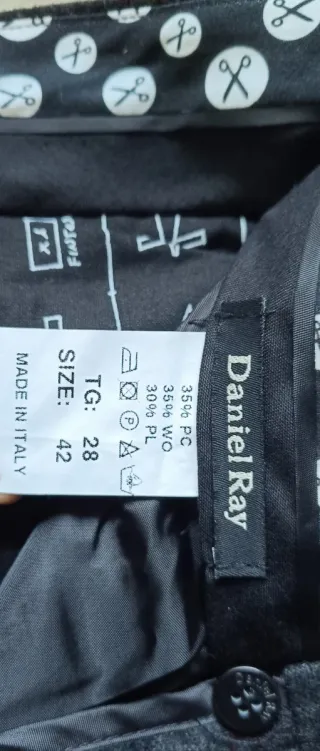 Daniel Ray
35% PC
35% WO
30% PL
P
TG: 28
SIZE: 42
MADE IN ITALY